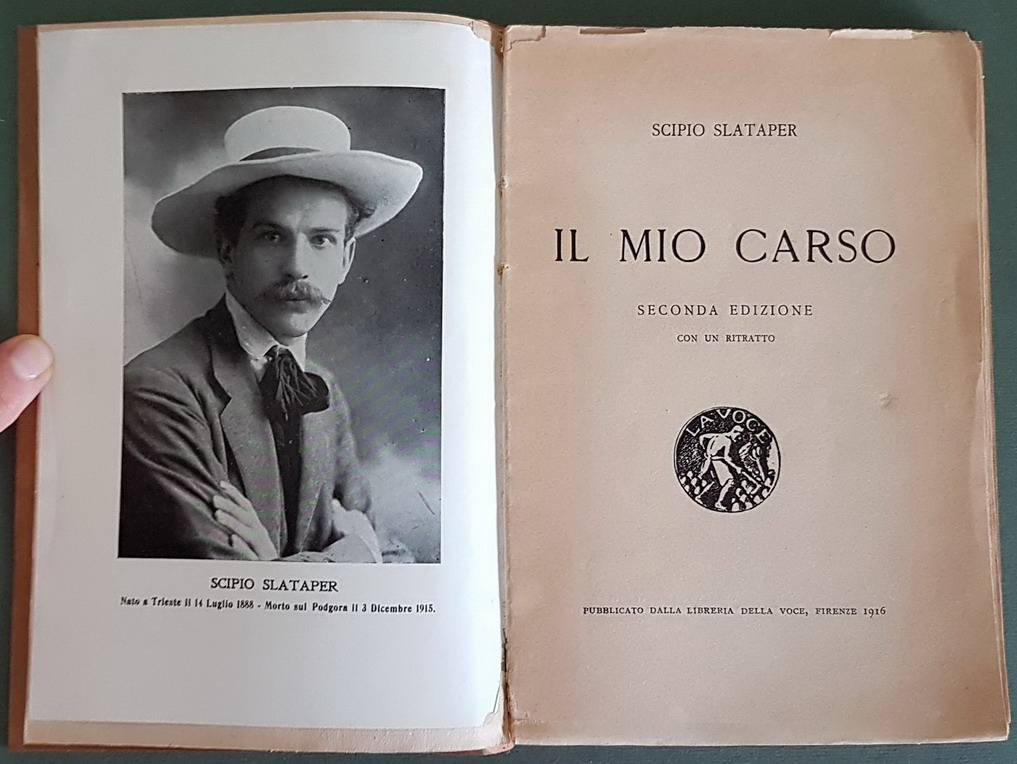 SCIPIO SLATAPER
Nato a Trieste il 14 Luglio 1888 - Morto sul Podgora il 3 Dicembre 1915.
SCIPIO SLATAPER
IL MIO CARSO
SECONDA EDIZIONE
CON UN RITRATTO
LA VOCE
PUBBLICATO DALLA LIBRERIA DELLA VOCE, FIRENZE 1916